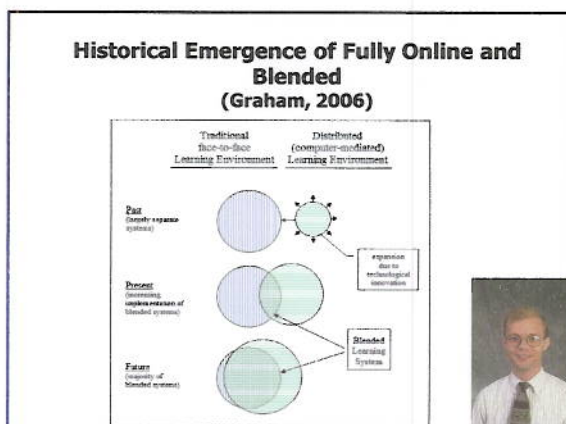 Historical Emergence of Fully Online and
Blended
(Graham, 2006)
Traditional
face-to-face
Learning Environment
Distributed
(computer-mediated)
Learning Environment
Past
(largely separate
systems)
expansion
due to
technological
innovation
Present
(increasing
implementation of
blended systems)
Blended
Learning
System
Future
(majority of
blended systems)